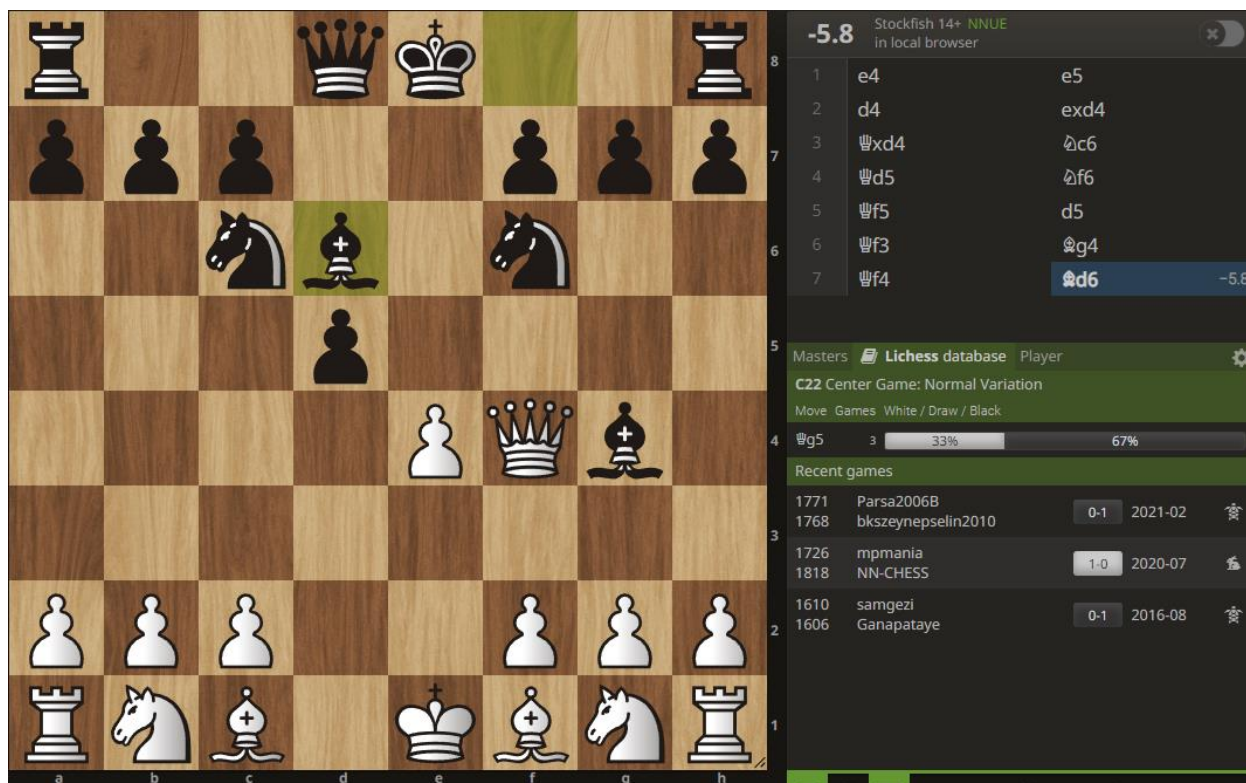 8
7
6
5
4
3
2
1
a b c d e f g h
-5.8 Stockfish 14+ NNUE
in local browser
1 e4 e5
2 d4 exd4
3 ♕xd4 ♘c6
4 ♕d5 ♘f6
5 ♕f5 d5
6 ♕f3 ♗g4
7 ♕f4 ♗d6 -5.8
Masters Lichess database Player
C22 Center Game: Normal Variation
Move Games White / Draw / Black
♕g5 3 33% 67%
Recent games
1771 Parsa2006B
1768 bkszeynepselin2010
0-1 2021-02
1726 mpmania
1818 NN-CHESS
1-0 2020-07
1610 samgezi
1606 Ganapataye
0-1 2016-08